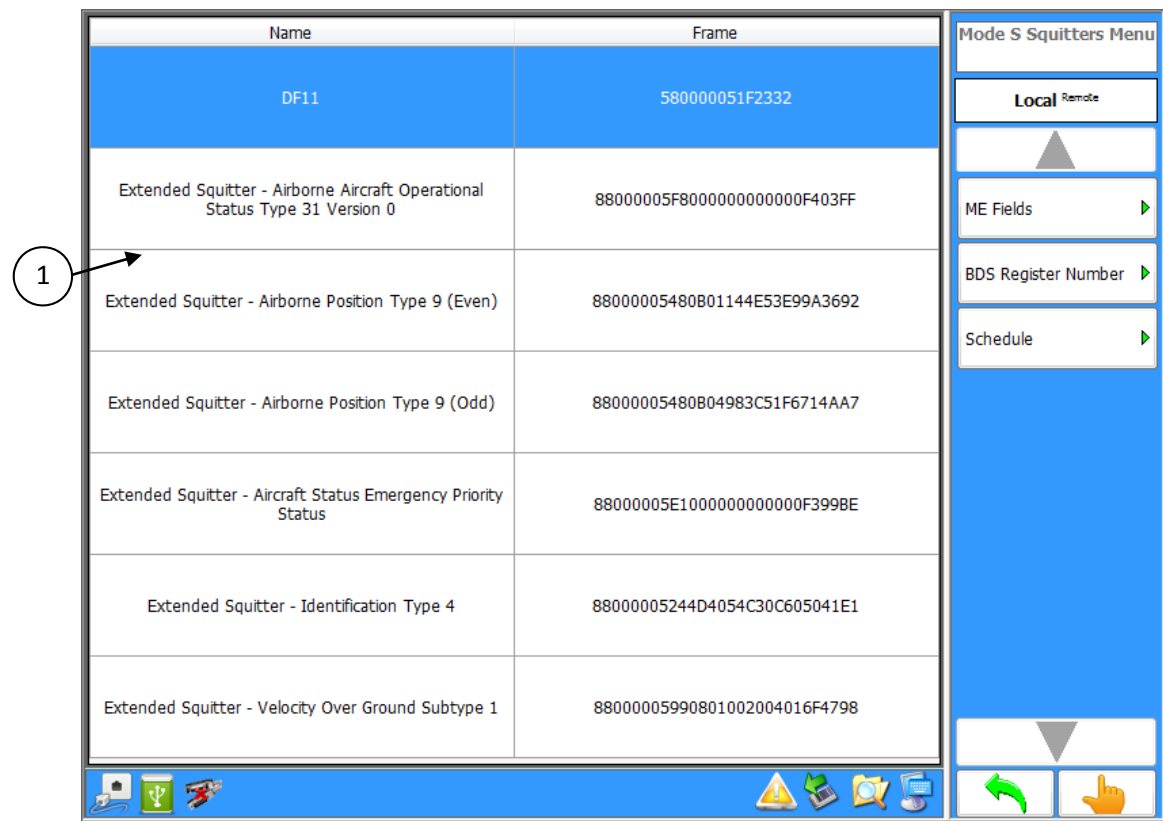 Name Frame
DF11 580000051F2332
Extended Squitter - Airborne Aircraft Operational
Status Type 31 Version 0
88000005F8000000000000F403FF
Extended Squitter - Airborne Position Type 9 (Even) 88000005480B01144E53E99A3692
Extended Squitter - Airborne Position Type 9 (Odd) 88000005480B04983C51F6714AA7
Extended Squitter - Aircraft Status Emergency Priority
Status
88000005E1000000000000F399BE
Extended Squitter - Identification Type 4 88000005244D4054C30C605041E1
Extended Squitter - Velocity Over Ground Subtype 1 88000005990801002004016F4798
1
Mode S Squitters Menu
Local Remote
ME Fields
BDS Register Number
Schedule